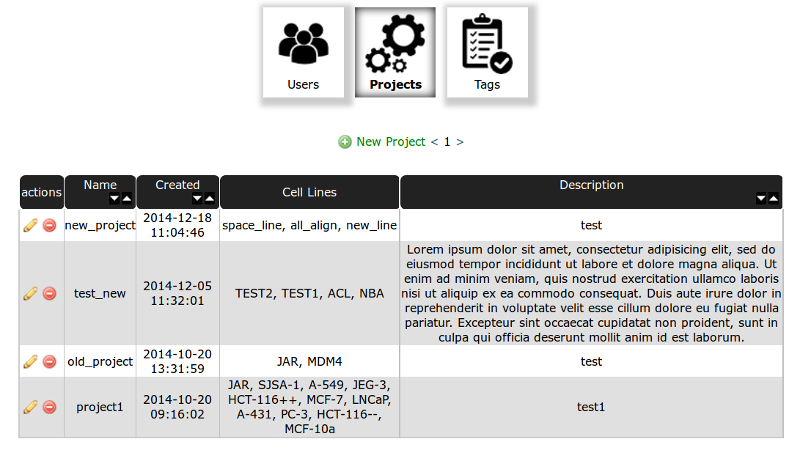 Users Projects Tags
New Project < 1 >
actions Name Created Cell Lines Description
new_project 2014-12-18 11:04:46 space_line, all_align, new_line test
test_new 2014-12-05 11:32:01 TEST2, TEST1, ACL, NBA
Lorem ipsum dolor sit amet, consectetur adipisicing elit, sed do
eiusmod tempor incididunt ut labore et dolore magna aliqua. Ut
enim ad minim veniam, quis nostrud exercitation ullamco laboris
nisi ut aliquip ex ea commodo consequat. Duis aute irure dolor in
reprehenderit in voluptate velit esse cillum dolore eu fugiat nulla
pariatur. Excepteur sint occaecat cupidatat non proident, sunt in
culpa qui officia deserunt mollit anim id est laborum.
old_project 2014-10-20 13:31:59 JAR, MDM4 test
project1 2014-10-20 09:16:02
JAR, SJSA-1, A-549, JEG-3,
HCT-116++, MCF-7, LNCaP,
A-431, PC-3, HCT-116--,
MCF-10a
test1